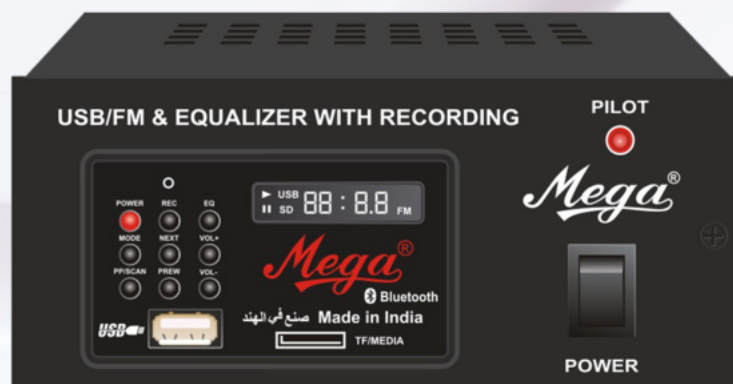 PILOT
USB/FM & EQUALIZER WITH RECORDING
Mega®
POWER REC EQ
MODE NEXT VOL+
PP/SCAN PREW VOL-
USB
SD
88:8.8
FM
Mega®
Bluetooth
صنع في الهند Made in India
USB
TF/MEDIA
POWER